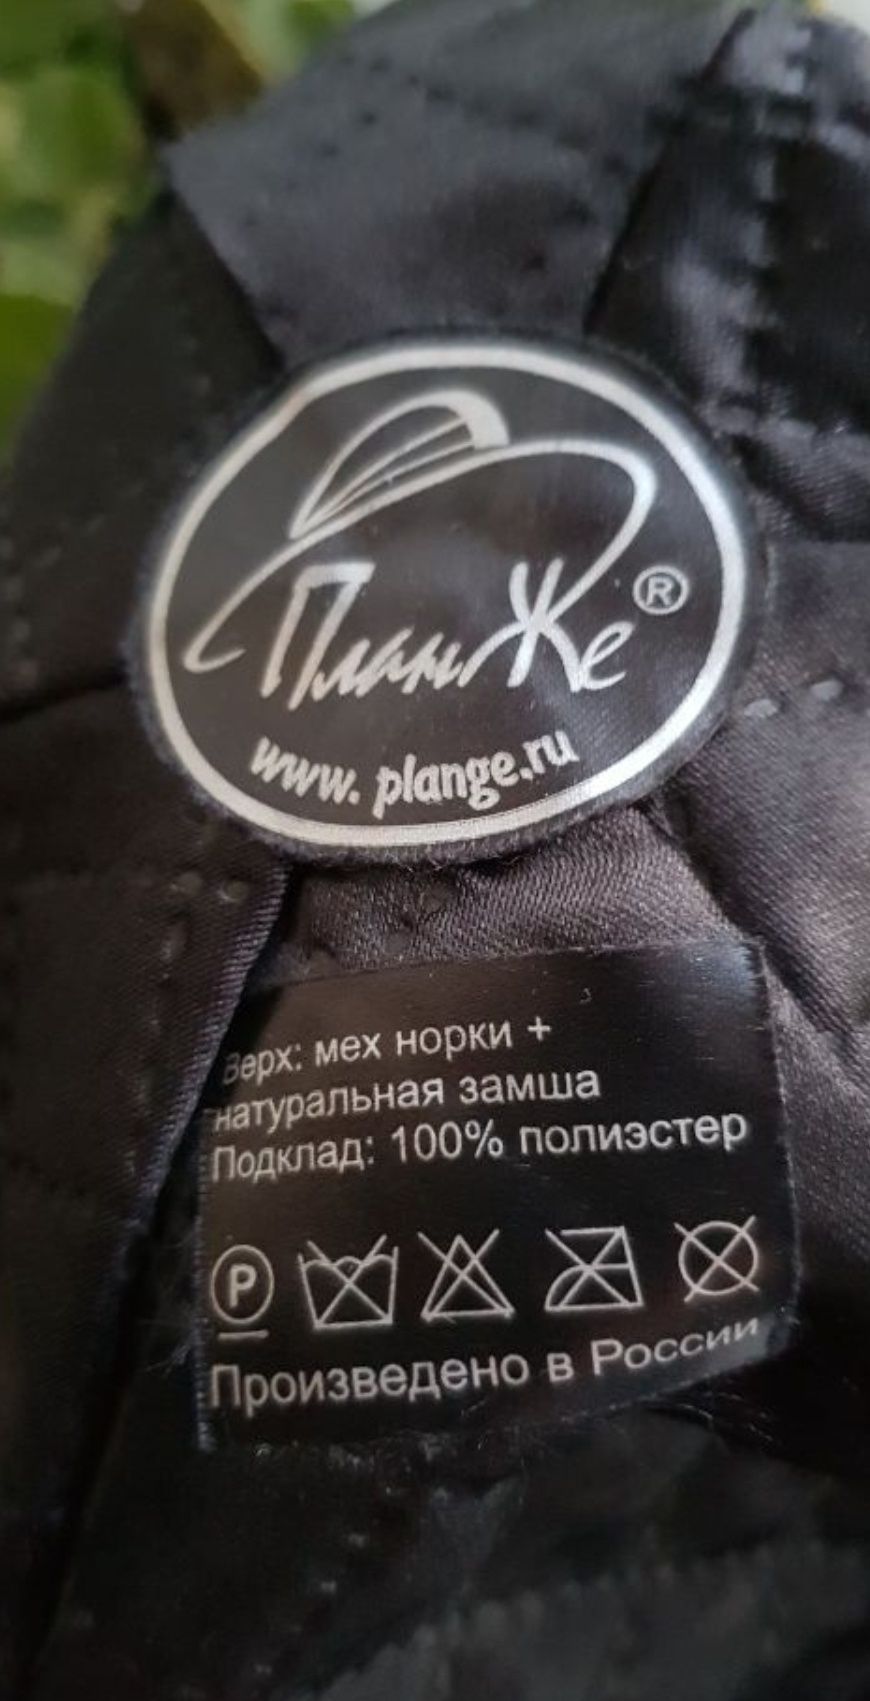 ПланЖе®
www.plange.ru
Верх: мех норки +
натуральная замша
Подклад: 100% полиэстер
P
Произведено в России